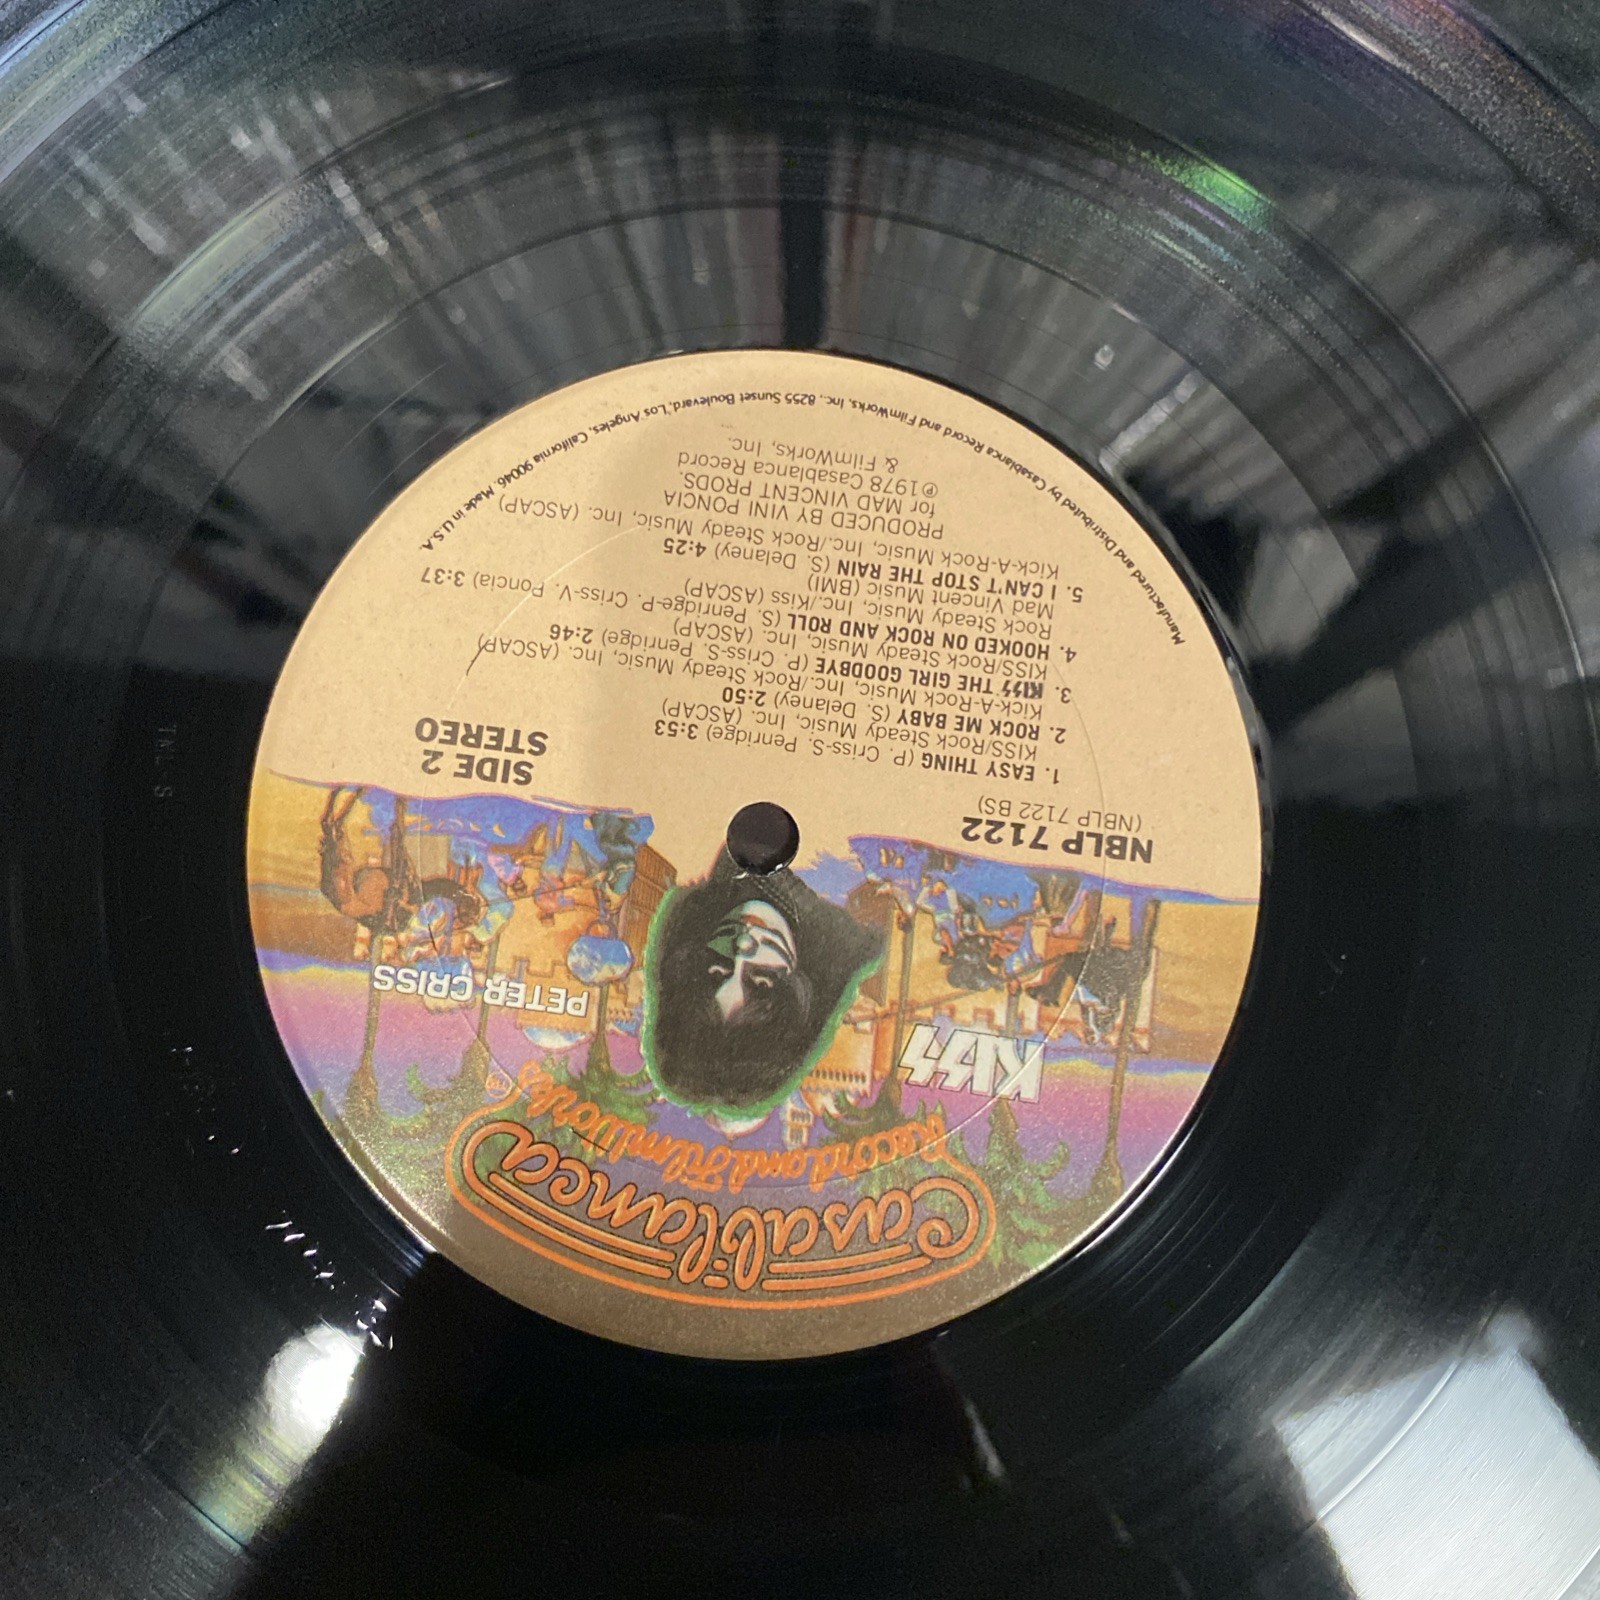 Casablanca
Record and FilmWorks
TM
KISS
PETER CRISS
NBLP 7122
(NBLP 7122 BS)
SIDE 2
STEREO
1. EASY THING (P. Criss-S. Penridge) 3:53
KISS/Rock Steady Music, Inc. (ASCAP)
2. ROCK ME BABY (S. Delaney) 2:50
Kick-A-Rock Music, Inc./Rock Steady Music, Inc. (ASCAP)
3. KISS THE GIRL GOODBYE (P. Criss-S. Penridge) 2:46
KISS/Rock Steady Music, Inc. (ASCAP)
4. HOOKED ON ROCK AND ROLL (S. Penridge-P. Criss-V. Poncia) 3:37
Rock Steady Music, Inc./Kiss (ASCAP)
Mad Vincent Music (BMI)
5. I CAN'T STOP THE RAIN (S. Delaney) 4:25
Kick-A-Rock Music, Inc./Rock Steady Music, Inc. (ASCAP)
PRODUCED BY VINI PONCIA
for MAD VINCENT PRODS.
℗1978 Casablanca Record
& FilmWorks, Inc.
Manufactured and Distributed by Casablanca Record and FilmWorks, Inc., 8255 Sunset Boulevard, Los Angeles, California 90046. Made in U.S.A.